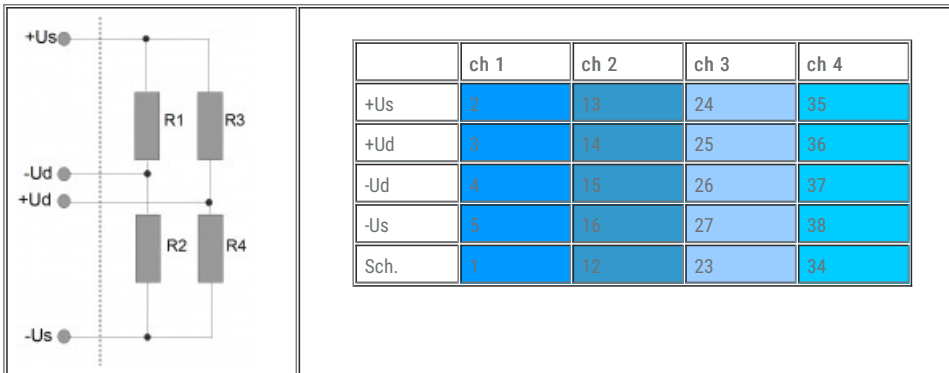 +Us
R1 R3
-Ud
+Ud
R2 R4
-Us
ch 1 ch 2 ch 3 ch 4
+Us 2 13 24 35
+Ud 3 14 25 36
-Ud 4 15 26 37
-Us 5 16 27 38
Sch. 1 12 23 34